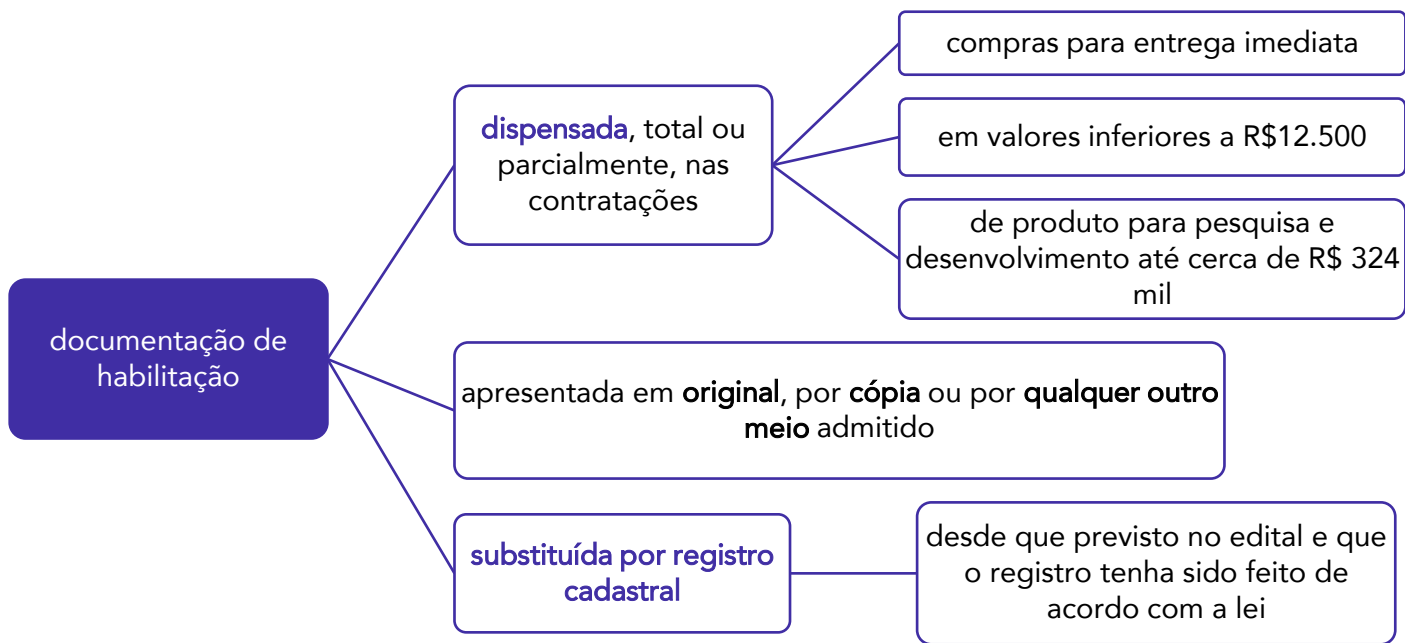 documentação de
habilitação
dispensada, total ou
parcialmente, nas
contratações
compras para entrega imediata
em valores inferiores a R$12.500
de produto para pesquisa e
desenvolvimento até cerca de R$ 324
mil
apresentada em original, por cópia ou por qualquer outro
meio admitido
substituída por registro
cadastral
desde que previsto no edital e que
o registro tenha sido feito de
acordo com a lei